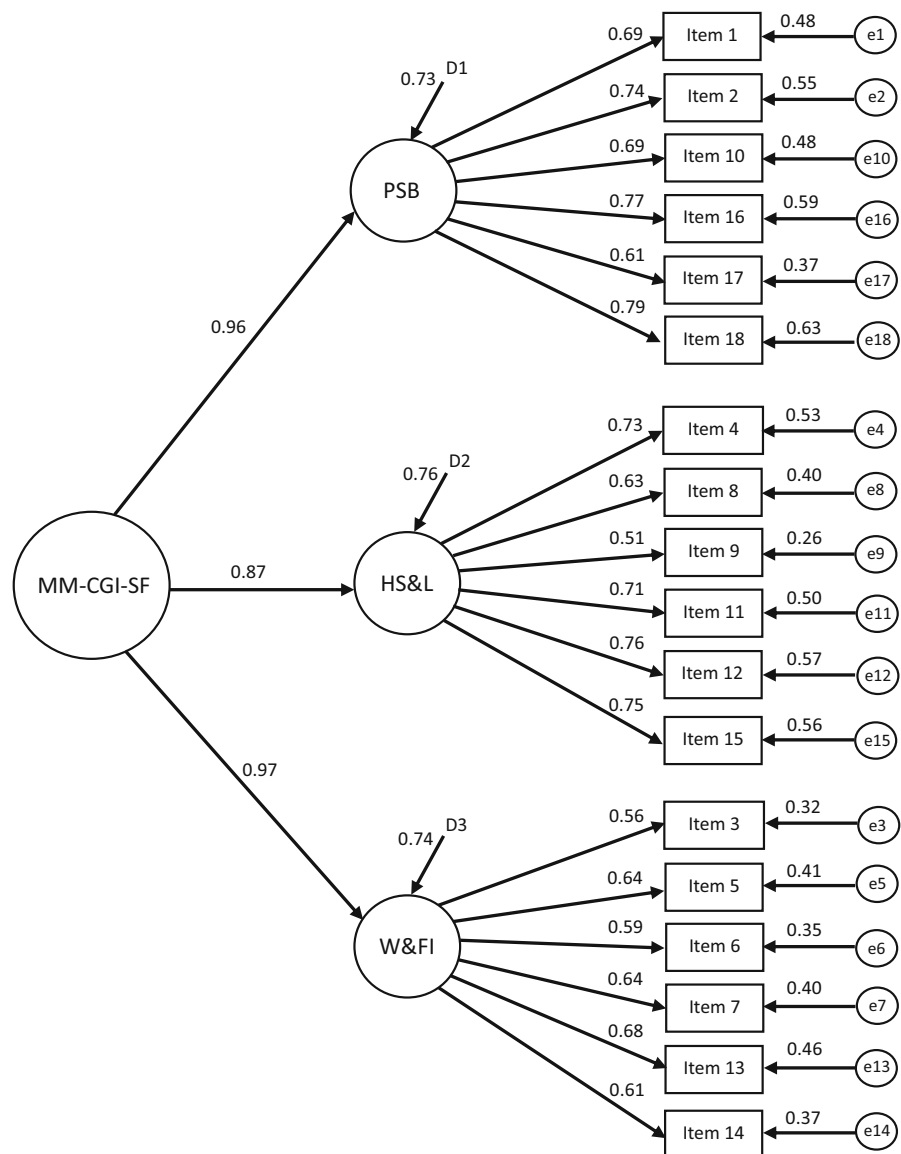 0.69
Item 1
0.48
e1
D1
0.73
0.74
Item 2
0.55
e2
0.69
Item 10
0.48
e10
PSB
0.77
Item 16
0.59
e16
0.61
Item 17
0.37
e17
0.79
Item 18
0.63
e18
0.96
0.73
Item 4
0.53
e4
D2
0.76
0.63
Item 8
0.40
e8
0.51
Item 9
0.26
e9
MM-CGI-SF
0.87
HS&L
0.71
Item 11
0.50
e11
0.76
Item 12
0.57
e12
0.75
Item 15
0.56
e15
0.97
0.56
Item 3
0.32
e3
D3
0.74
0.64
Item 5
0.41
e5
0.59
Item 6
0.35
e6
W&FI
0.64
Item 7
0.40
e7
0.68
Item 13
0.46
e13
0.61
Item 14
0.37
e14